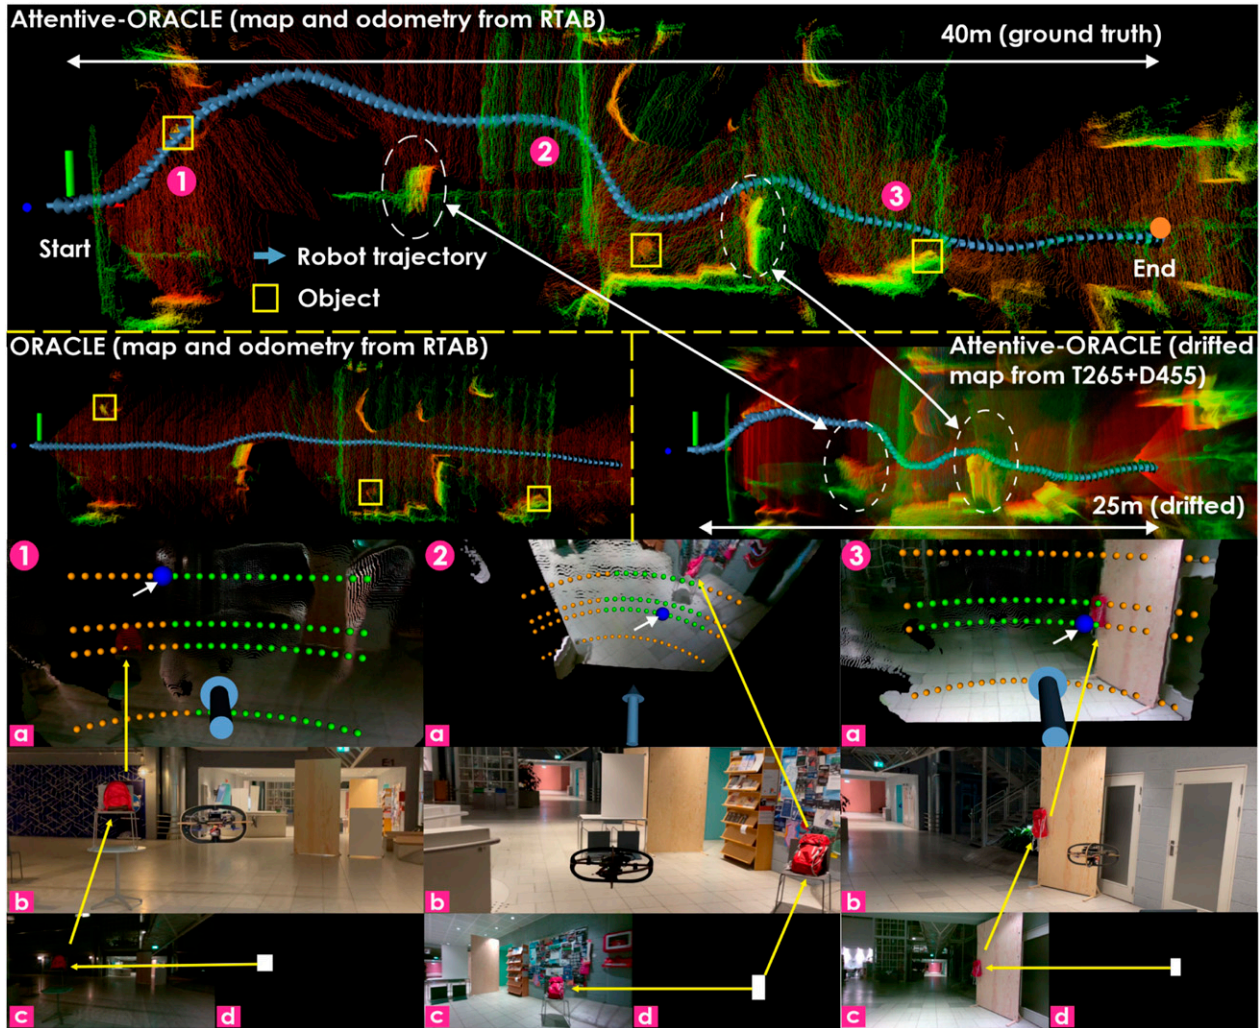 Attentive-ORACLE (map and odometry from RTAB)
40m (ground truth)
1
2
3
Start
Robot trajectory
Object
End
ORACLE (map and odometry from RTAB)
Attentive-ORACLE (drifted
map from T265+D455)
25m (drifted)
1
2
3
a
a
a
b
b
b
c
d
c
d
c
d